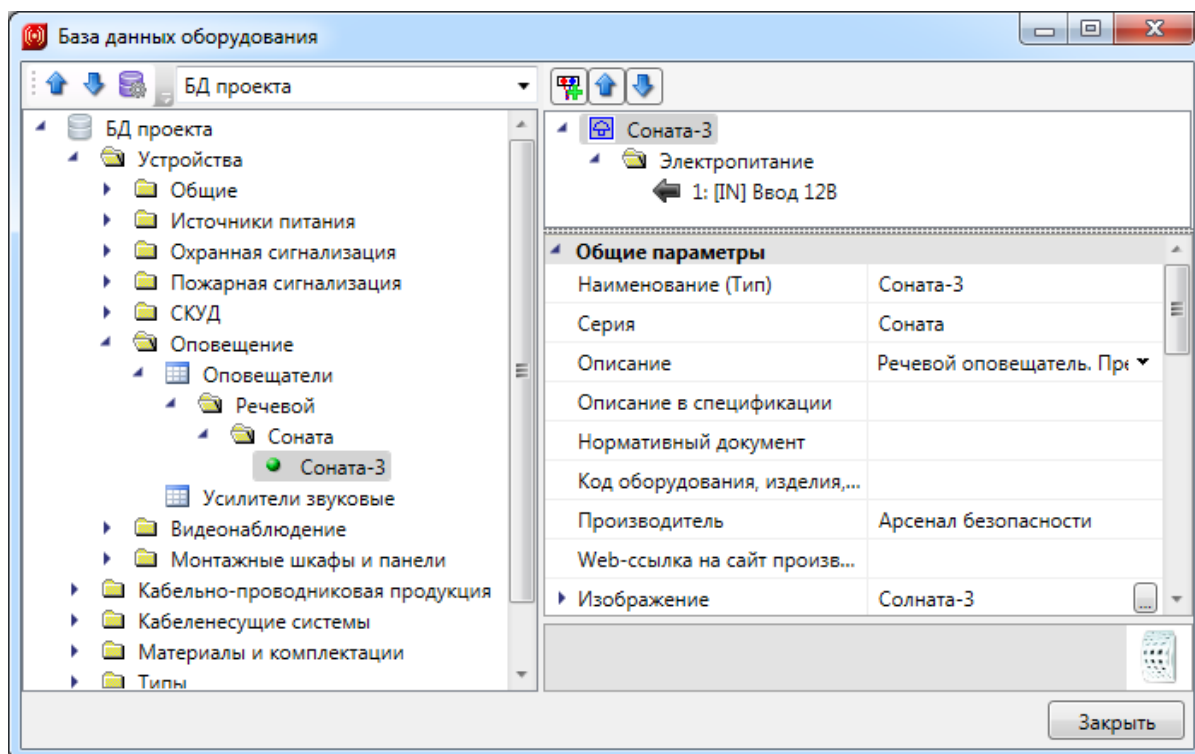 База данных оборудования
БД проекта
БД проекта
Устройства
Общие
Источники питания
Охранная сигнализация
Пожарная сигнализация
СКУД
Оповещение
Оповещатели
Речевой
Соната
Соната-3
Усилители звуковые
Видеонаблюдение
Монтажные шкафы и панели
Кабельно-проводниковая продукция
Кабеленесущие системы
Материалы и комплектации
Типы
Соната-3
Электропитание
1: [IN] Ввод 12В
Общие параметры
Наименование (Тип) Соната-3
Серия Соната
Описание Речевой оповещатель. Пре
Описание в спецификации
Нормативный документ
Код оборудования, изделия,...
Производитель Арсенал безопасности
Web-ссылка на сайт произв...
Изображение Солната-3 ...
Закрыть